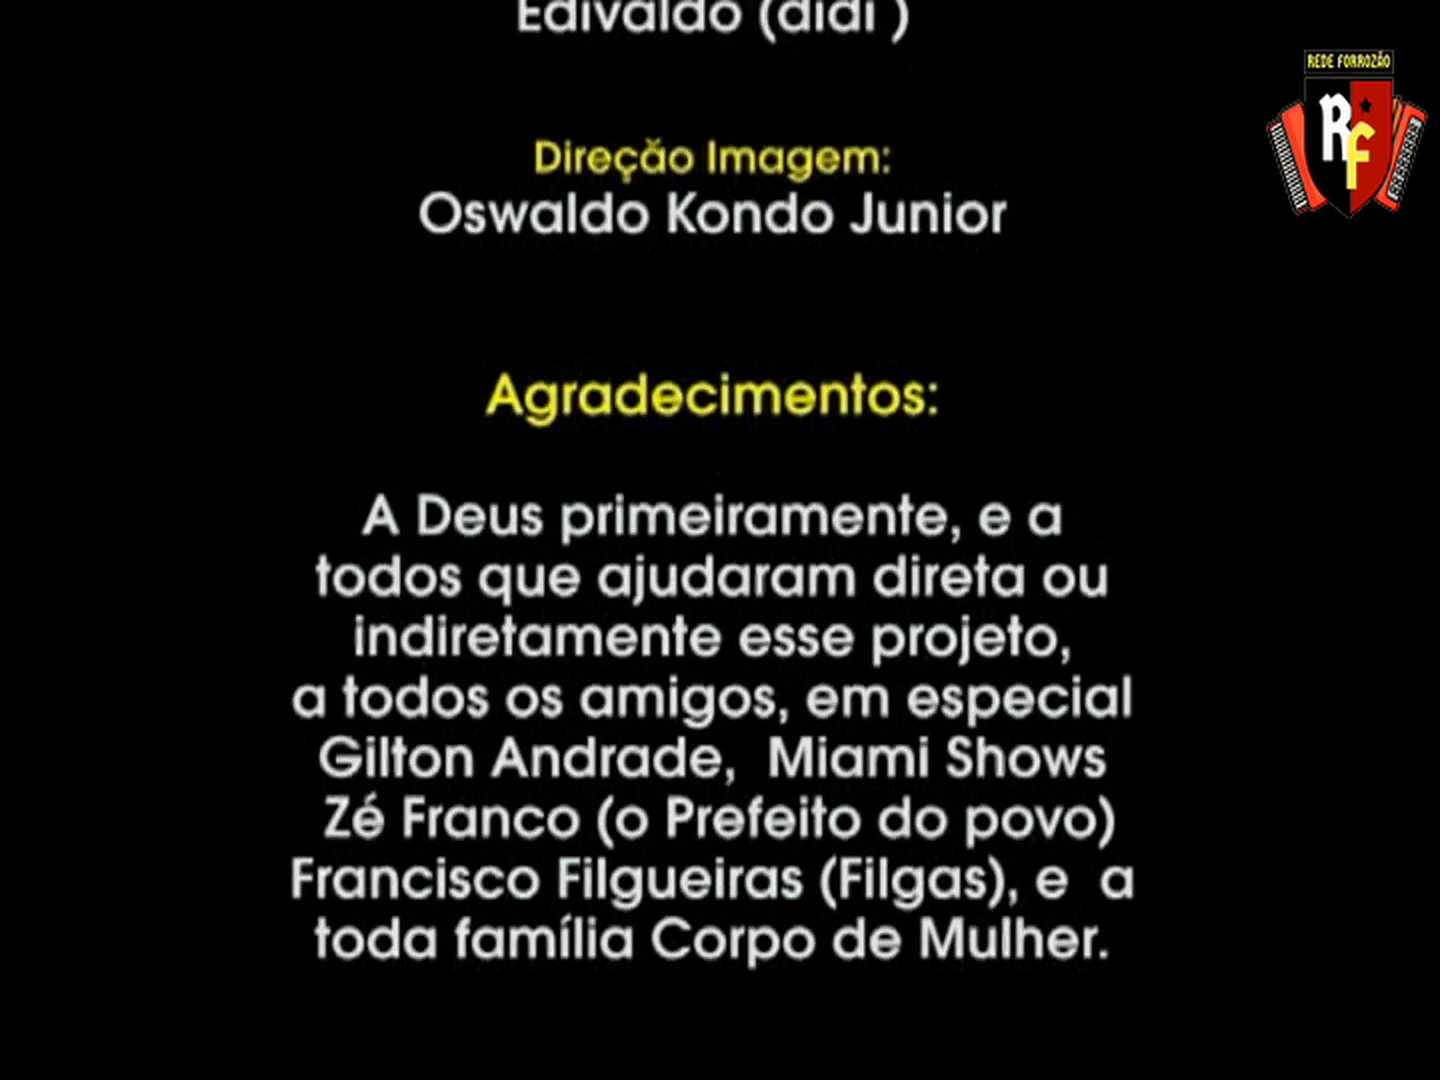 Edivaldo (didi )
REDE FORROZÃO
RF
Direção Imagem:
Oswaldo Kondo Junior
Agradecimentos:
A Deus primeiramente, e a
todos que ajudaram direta ou
indiretamente esse projeto,
a todos os amigos, em especial
Gilton Andrade,  Miami Shows
Zé Franco (o Prefeito do povo)
Francisco Filgueiras (Filgas), e  a
toda família Corpo de Mulher.